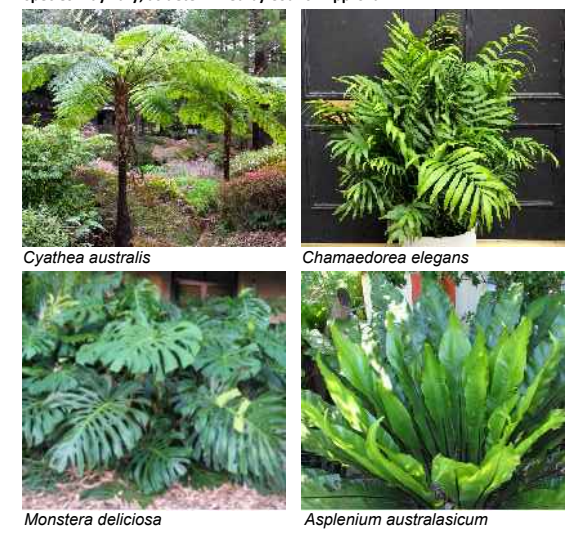 Cyathea australis
Chamaedorea elegans
Monstera deliciosa
Asplenium australasicum